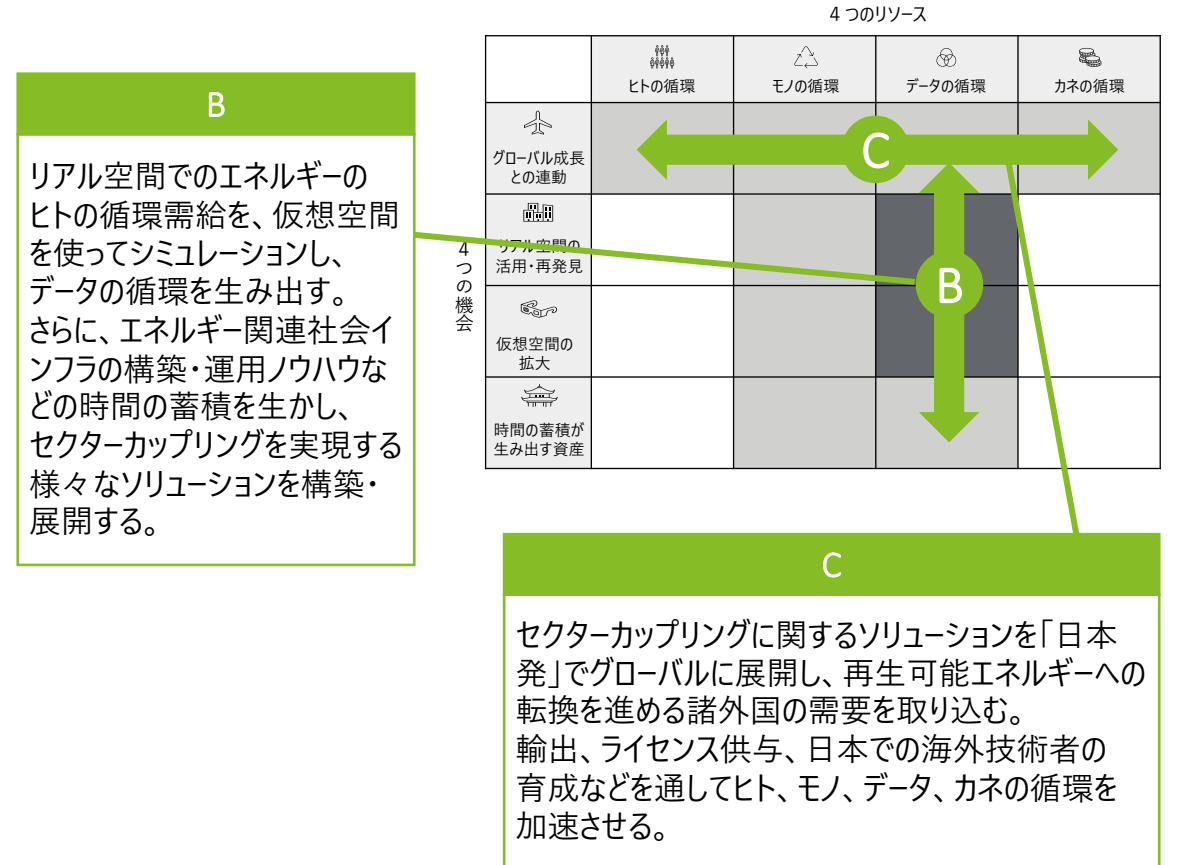 4つのリソース
ヒトの循環
モノの循環
データの循環
カネの循環
4つの機会
グローバル成長
との連動
リアル空間の
活用・再発見
仮想空間の
拡大
時間の蓄積が
生み出す資産
C
B
B
リアル空間でのエネルギーの
ヒトの循環需給を、仮想空間
を使ってシミュレーションし、
データの循環を生み出す。
さらに、エネルギー関連社会イ
ンフラの構築・運用ノウハウな
どの時間の蓄積を生かし、
セクターカップリングを実現する
様々なソリューションを構築・
展開する。
C
セクターカップリングに関するソリューションを「日本
発」でグローバルに展開し、再生可能エネルギーへの
転換を進める諸外国の需要を取り込む。
輸出、ライセンス供与、日本での海外技術者の
育成などを通してヒト、モノ、データ、カネの循環を
加速させる。